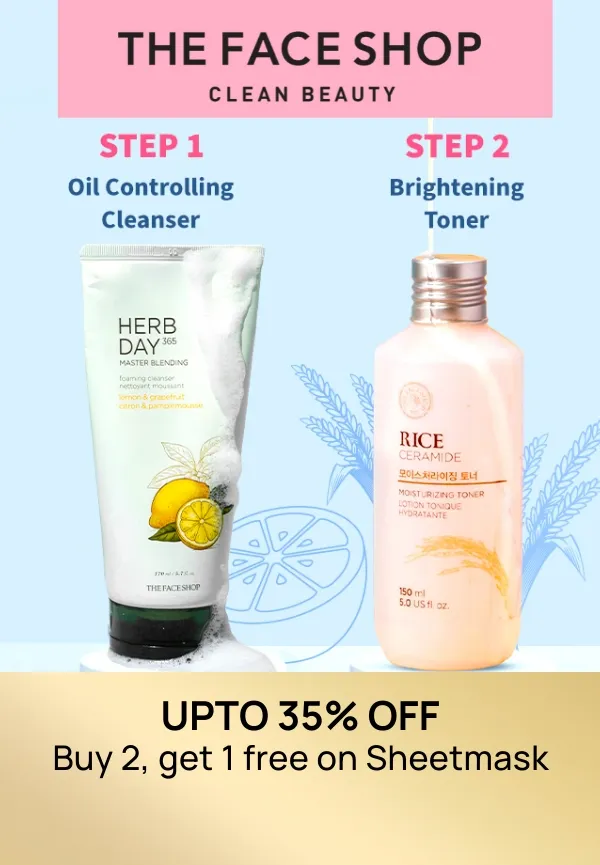 THE FACE SHOP
CLEAN BEAUTY
STEP 1
Oil Controlling
Cleanser
STEP 2
Brightening
Toner
HERB
DAY 365
MASTER BLENDING
foaming cleanser
nettoyant moussant
lemon & grapefruit
citron & pamplemousse
THE FACE SHOP
RICE
CERAMIDE
모이스처라이징 토너
MOISTURIZING TONER
LOTION TONIQUE
HYDRATANTE
150 ml
5.0 US fl. oz.
UPTO 35% OFF
Buy 2, get 1 free on Sheetmask